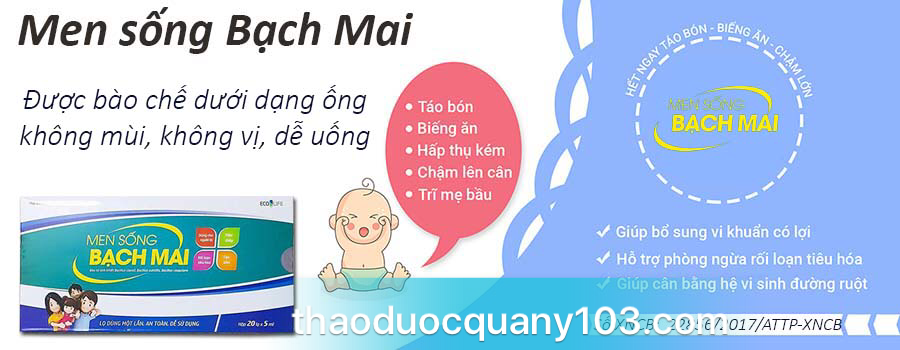 Men sống Bạch Mai
Được bào chế dưới dạng ống
không mùi, không vị, dễ uống
• Táo bón
• Biếng ăn
• Hấp thụ kém
• Chậm lên cân
• Trĩ mẹ bầu
HẾT NGAY TÁO BÓN - BIẾNG ĂN - CHẬM LỚN
MEN SỐNG
BẠCH MAI
✓ Giúp bổ sung vi khuẩn có lợi
✓ Hỗ trợ phòng ngừa rối loạn tiêu hóa
✓ Giúp cân bằng hệ vi sinh đường ruột
ECO LIFE
MEN SỐNG
BẠCH MAI
LỌ DÙNG MỘT LẦN, AN TOÀN, DỄ SỬ DỤNG
Hộp 20 lọ x 5 ml
thaoduocquany103.com
/ATTP-XNCB